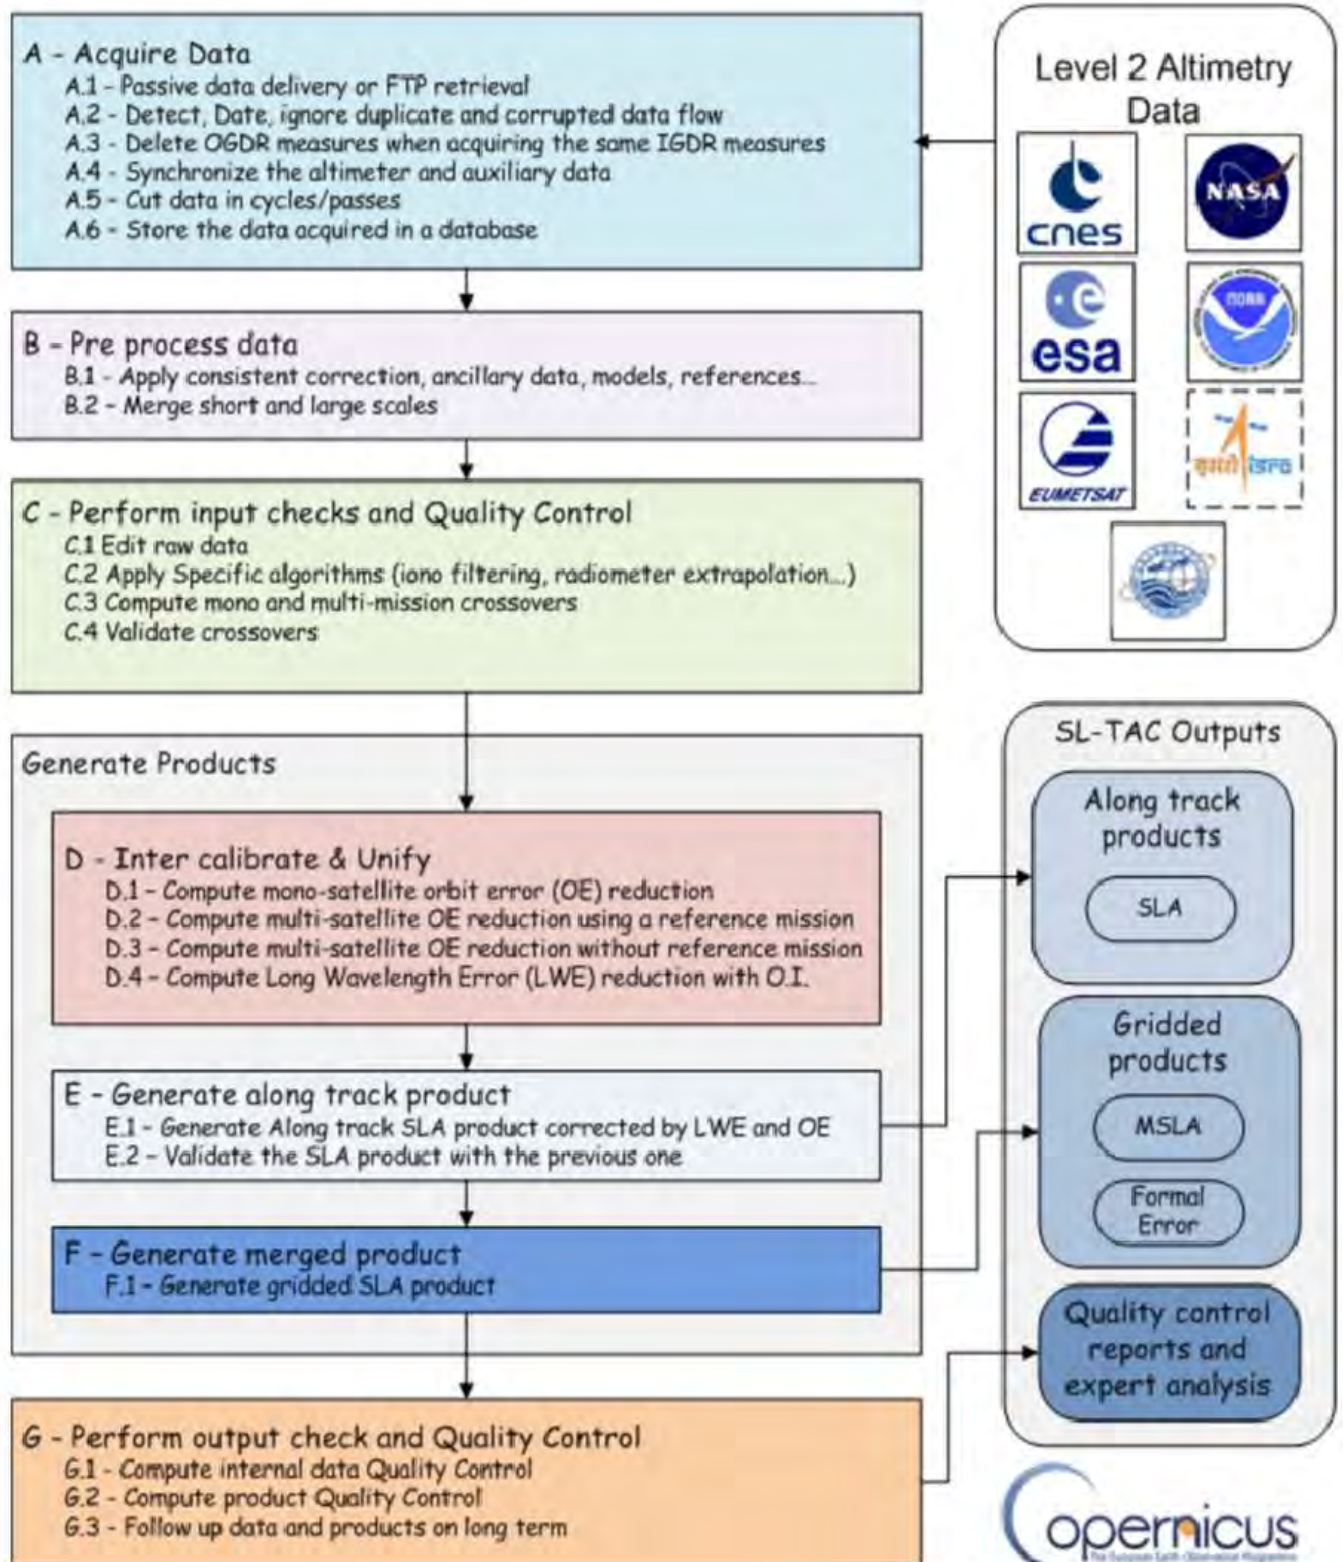 A - Acquire Data
A.1 - Passive data delivery or FTP retrieval
A.2 - Detect, Date, ignore duplicate and corrupted data flow
A.3 - Delete OGDR measures when acquiring the same IGDR measures
A.4 - Synchronize the altimeter and auxiliary data
A.5 - Cut data in cycles/passes
A.6 - Store the data acquired in a database
Level 2 Altimetry
Data
cnes
NASA
esa
NOAA
EUMETSAT
इसरो isro
B - Pre process data
B.1 - Apply consistent correction, ancillary data, models, references...
B.2 - Merge short and large scales
C - Perform input checks and Quality Control
C.1 Edit raw data
C.2 Apply Specific algorithms (iono filtering, radiometer extrapolation...)
C.3 Compute mono and multi-mission crossovers
C.4 Validate crossovers
Generate Products
D - Inter calibrate & Unify
D.1 - Compute mono-satellite orbit error (OE) reduction
D.2 - Compute multi-satellite OE reduction using a reference mission
D.3 - Compute multi-satellite OE reduction without reference mission
D.4 - Compute Long Wavelength Error (LWE) reduction with O.I.
E - Generate along track product
E.1 - Generate Along track SLA product corrected by LWE and OE
E.2 - Validate the SLA product with the previous one
F - Generate merged product
F.1 - Generate gridded SLA product
G - Perform output check and Quality Control
G.1 - Compute internal data Quality Control
G.2 - Compute product Quality Control
G.3 - Follow up data and products on long term
SL-TAC Outputs
Along track
products
SLA
Gridded
products
MSLA
Formal
Error
Quality control
reports and
expert analysis
opernicus